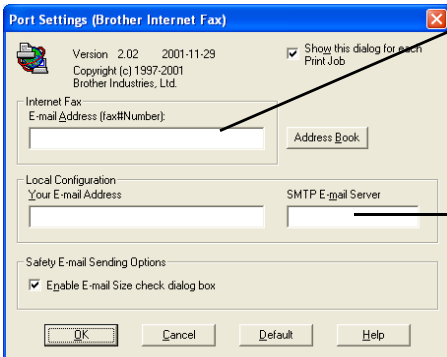 Port Settings (Brother Internet Fax)
Version 2.02 2001-11-29
Copyright (c) 1997-2001
Brother Industries, Ltd.
Show this dialog for each
Print Job
Internet Fax
E-mail Address (fax#Number):
Address Book
Local Configuration
Your E-mail Address
SMTP E-mail Server
Safety E-mail Sending Options
Enable E-mail Size check dialog box
OK
Cancel
Default
Help